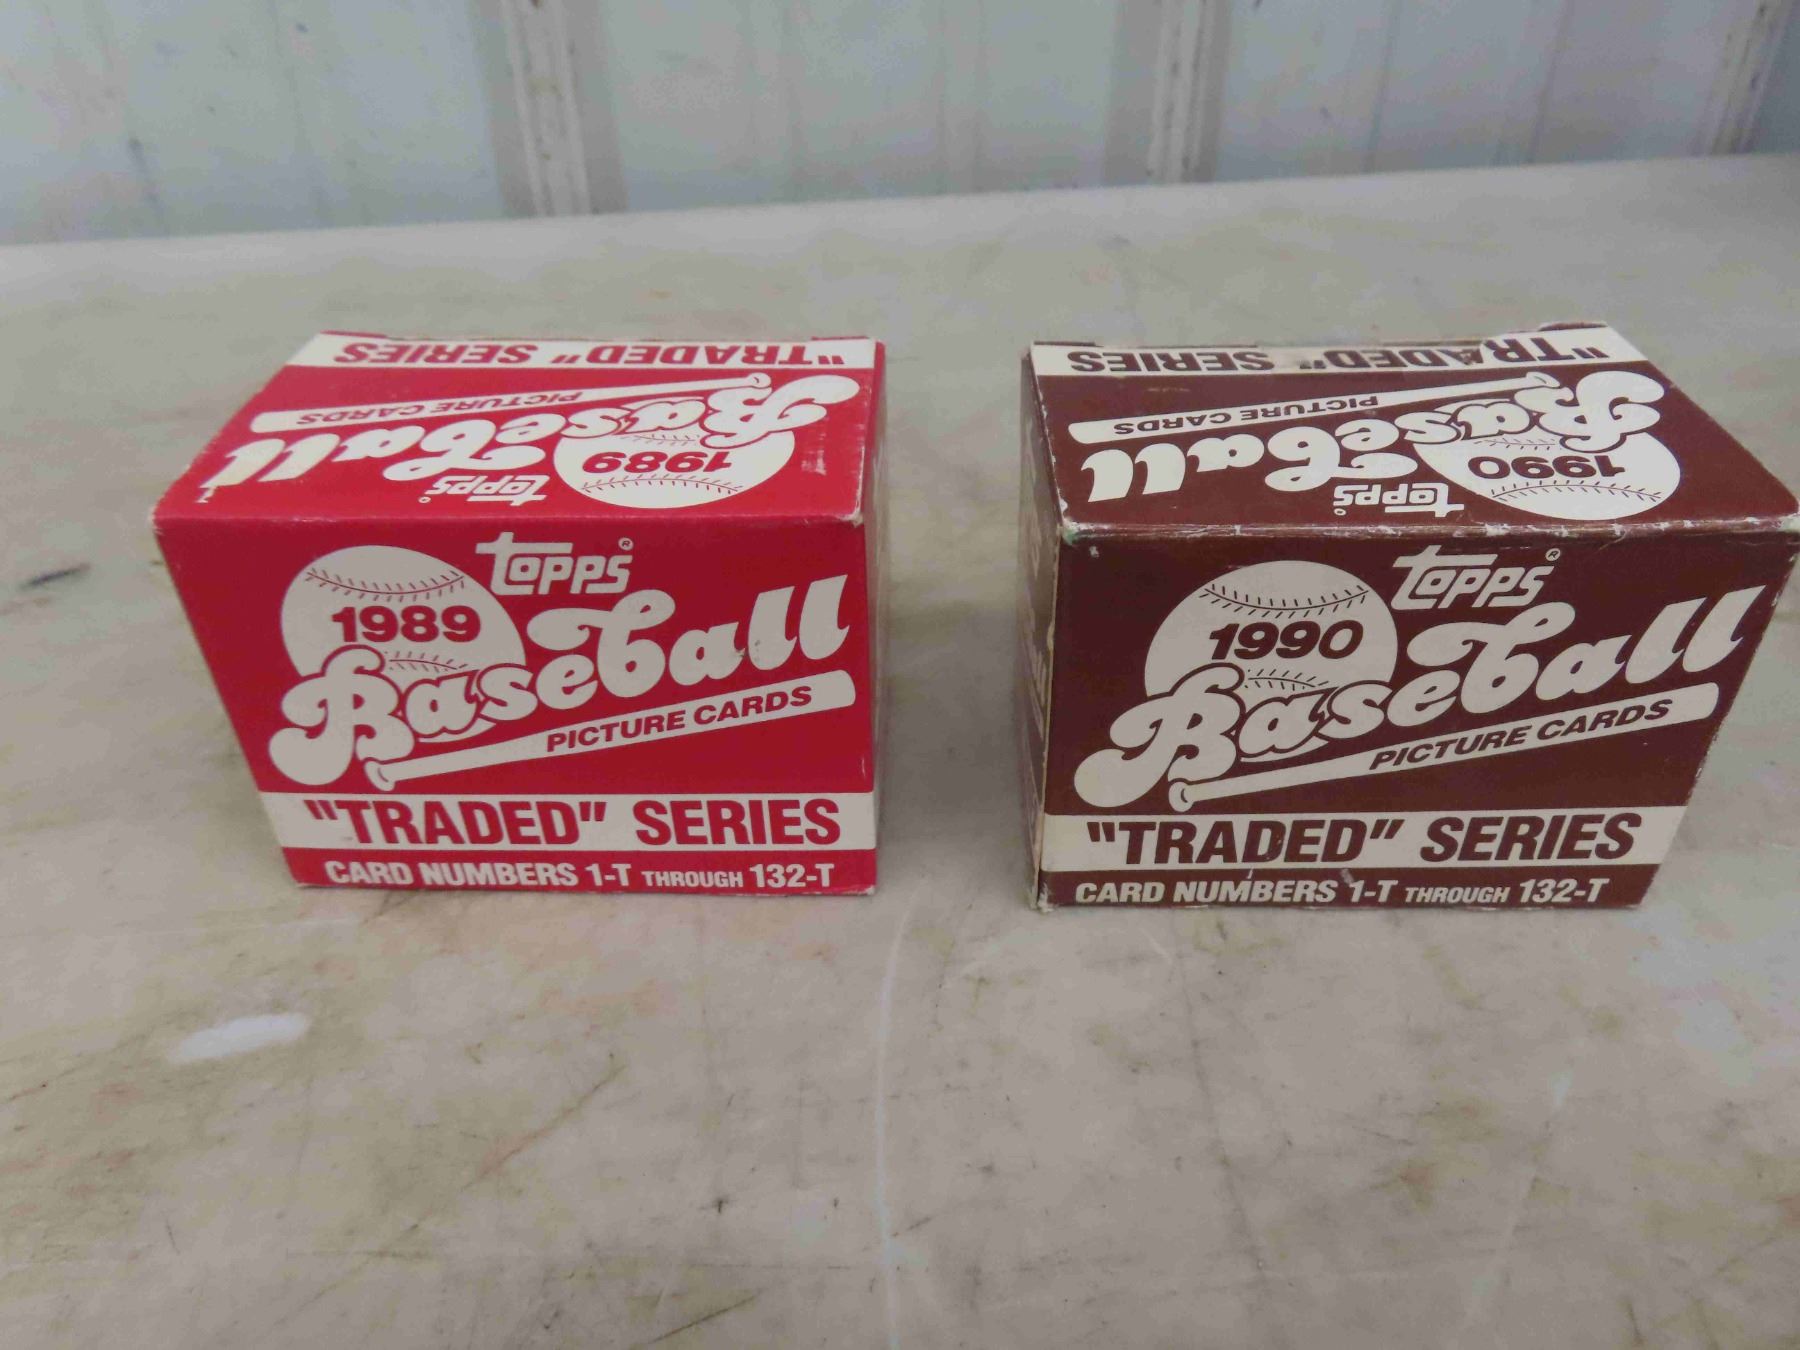 "TRADED" SERIES
PICTURE CARDS
Baseball
1989
Topps®
Topps®
1989
Baseball
PICTURE CARDS
"TRADED" SERIES
CARD NUMBERS 1-T THROUGH 132-T
"TRADED" SERIES
PICTURE CARDS
Baseball
1990
Topps®
Topps®
1990
Baseball
PICTURE CARDS
"TRADED" SERIES
CARD NUMBERS 1-T THROUGH 132-T